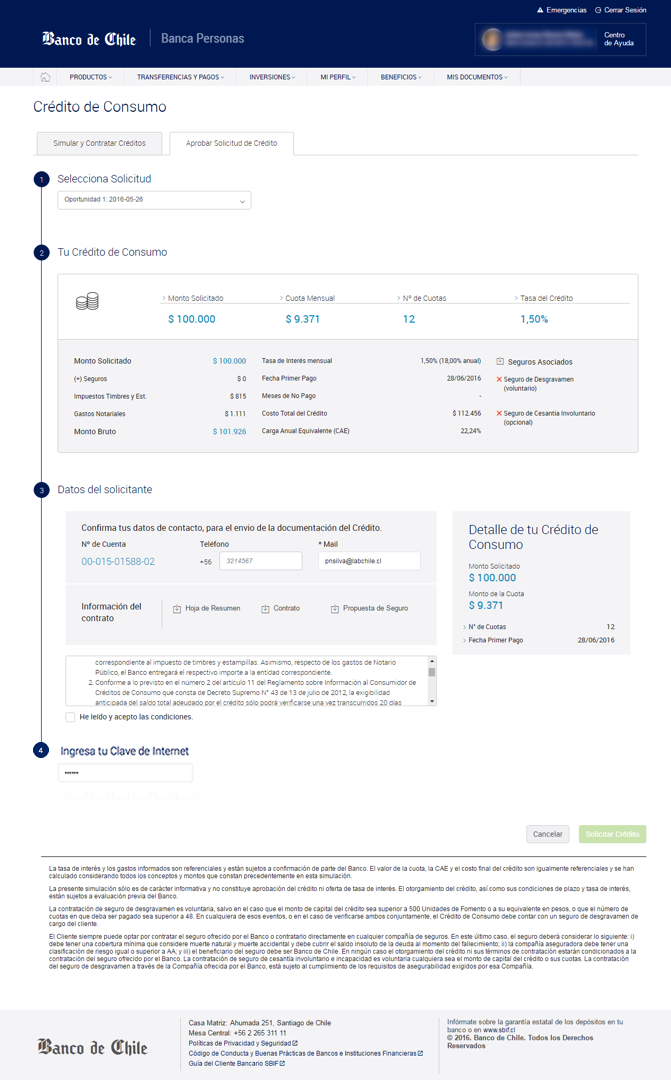 Emergencias Cerrar Sesión
Banco de Chile Banca Personas
Centro
de Ayuda
PRODUCTOS TRANSFERENCIAS Y PAGOS INVERSIONES MI PERFIL BENEFICIOS MIS DOCUMENTOS
Crédito de Consumo
Simular y Contratar Créditos Aprobar Solicitud de Crédito
1 Selecciona Solicitud
Oportunidad 1: 2016-05-26
2 Tu Crédito de Consumo
> Monto Solicitado > Cuota Mensual > Nº de Cuotas > Tasa del Crédito
$ 100.000 $ 9.371 12 1,50%
Monto Solicitado $ 100.000 Tasa de Interés mensual 1,50% (18,00% anual) Seguros Asociados
(+) Seguros $ 0 Fecha Primer Pago 28/06/2016 Seguro de Desgravamen
(voluntario)
Impuestos Timbres y Est. $ 815 Meses de No Pago -
Gastos Notariales $ 1.111 Costo Total del Crédito $ 112.456 Seguro de Cesantía Involuntario
(opcional)
Monto Bruto $ 101.926 Carga Anual Equivalente (CAE) 22,24%
3 Datos del solicitante
Confirma tus datos de contacto, para el envio de la documentación del Crédito.
Nº de Cuenta Teléfono * Mail
00-015-01588-02 +56 3214567 pnsilva@labchile.cl
Información del
contrato
Hoja de Resumen Contrato Propuesta de Seguro
Detalle de tu Crédito de
Consumo
Monto Solicitado
$ 100.000
Monto de la Cuota
$ 9.371
> N° de Cuotas 12
> Fecha Primer Pago 28/06/2016
correspondiente al impuesto de timbres y estampillas. Asimismo, respecto de los gastos de Notario
Público, el Banco entregará el respectivo importe a la entidad correspondiente.
2. Conforme a lo previsto en el número 2 del artículo 11 del Reglamento sobre Información al Consumidor de
Créditos de Consumo que consta de Decreto Supremo N° 43 de 13 de julio de 2012, la exigibilidad
anticipada del saldo total adeudado por el crédito sólo podrá verificarse una vez transcurridos 20 días
He leído y acepto las condiciones.
4 Ingresa tu Clave de Internet
••••••
Cancelar Solicitar Crédito
La tasa de interés y los gastos informados son referenciales y están sujetos a confirmación de parte del Banco. El valor de la cuota, la CAE y el costo final del crédito son igualmente referenciales y se han
calculado considerando todos los conceptos y montos que constan precedentemente en esta simulación.
La presente simulación sólo es de carácter informativa y no constituye aprobación del crédito ni oferta de tasa de interés. El otorgamiento del crédito, así como sus condiciones de plazo y tasa de interés,
están sujetos a evaluación previa del Banco.
La contratación de seguro de desgravamen es voluntaria, salvo en el caso que el monto de capital del crédito sea superior a 500 Unidades de Fomento o a su equivalente en pesos, o que el número de
cuotas en que deba ser pagado sea superior a 48. En cualquiera de esos eventos, o en el caso de verificarse ambos conjuntamente, el Crédito de Consumo debe contar con un seguro de desgravamen de
cargo del cliente.
El Cliente siempre puede optar por contratar el seguro ofrecido por el Banco o contratarlo directamente en cualquier compañía de seguros. En este último caso, el seguro deberá considerar lo siguiente: i)
debe tener una cobertura mínima que considere muerte natural y muerte accidental y debe cubrir el saldo insoluto de la deuda al momento del fallecimiento; ii) la compañía aseguradora debe tener una
clasificación de riesgo igual o superior a AA; y iii) el beneficiario del seguro debe ser Banco de Chile. En ningún caso el otorgamiento del crédito ni sus términos de contratación estarán condicionados a la
contratación del seguro ofrecido por el Banco. La contratación de seguro de cesantía involuntario e incapacidad es voluntaria cualquiera sea el monto de capital del crédito o sus cuotas. La contratación
del seguro de desgravamen a través de la Compañía ofrecida por el Banco, está sujeto al cumplimiento de los requisitos de asegurabilidad exigidos por esa Compañía.
Banco de Chile
Casa Matriz: Ahumada 251, Santiago de Chile
Mesa Central: +56 2 265 311 11
Políticas de Privacidad y Seguridad
Código de Conducta y Buenas Prácticas de Bancos e Instituciones Financieras
Guía del Cliente Bancario SBIF
Infórmate sobre la garantía estatal de los depósitos en tu
banco o en www.sbif.cl
© 2016. Banco de Chile. Todos los Derechos
Reservados